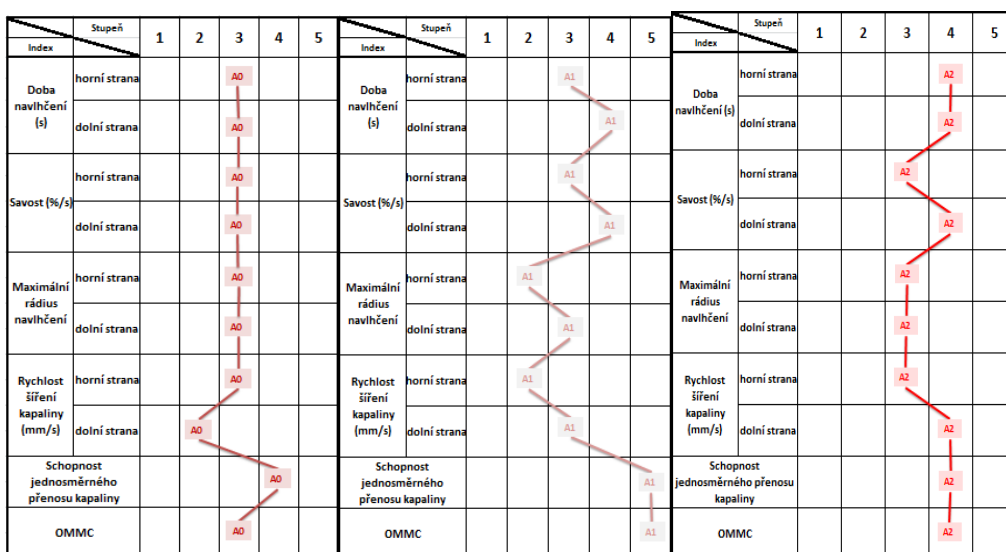 Stupeň
Index
1 2 3 4 5
Doba
navlhčení
(s)
horní strana
A0
dolní strana
A0
Savost (%/s)
horní strana
A0
dolní strana
A0
Maximální
rádius
navlhčení
horní strana
A0
dolní strana
A0
Rychlost
šíření
kapaliny
(mm/s)
horní strana
A0
dolní strana
A0
Schopnost
jednosměrného
přenosu kapaliny
A0
OMMC
A0
Stupeň
Index
1 2 3 4 5
Doba
navlhčení
(s)
horní strana
A1
dolní strana
A1
Savost (%/s)
horní strana
A1
dolní strana
A1
Maximální
rádius
navlhčení
horní strana
A1
dolní strana
A1
Rychlost
šíření
kapaliny
(mm/s)
horní strana
A1
dolní strana
A1
Schopnost
jednosměrného
přenosu kapaliny
A1
OMMC
A1
Stupeň
Index
1 2 3 4 5
Doba
navlhčení (s)
horní strana
A2
dolní strana
A2
Savost (%/s)
horní strana
A2
dolní strana
A2
Maximální
rádius
navlhčení
horní strana
A2
dolní strana
A2
Rychlost
šíření
kapaliny
(mm/s)
horní strana
A2
dolní strana
A2
Schopnost
jednosměrného přenosu
kapaliny
A2
OMMC
A2